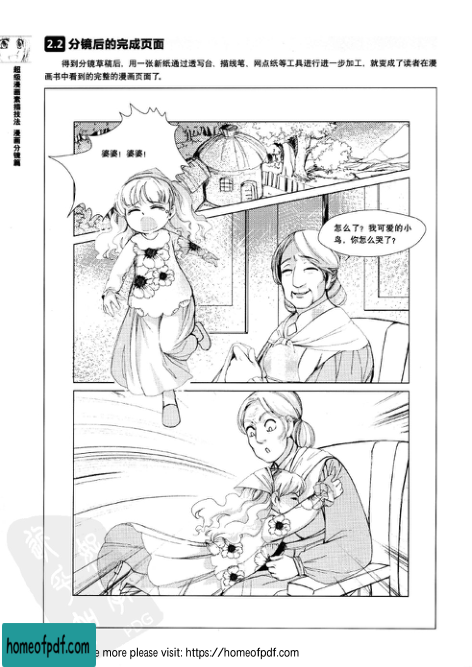 2.2 分镜后的完成页面
得到分镜草稿后，用一张新纸通过透写台、描线笔、网点纸等工具进行进一步加工，就变成了读者在漫
画书中看到的完整的漫画页面了。
超级漫画素描技法 漫画分镜篇
婆婆！婆婆！
怎么了？我可爱的小
鸟，你怎么哭了？
PDG
homeofpdf.com
e more please visit: https://homeofpdf.com